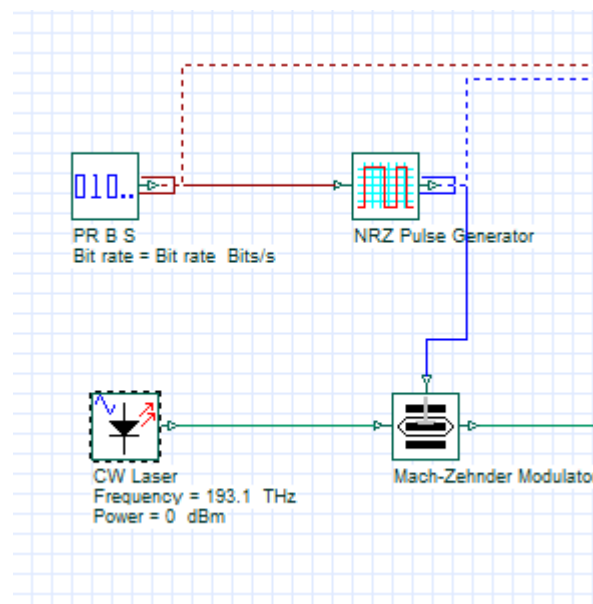 010..
PR B S
Bit rate = Bit rate Bits/s
NRZ Pulse Generator
CW Laser
Frequency = 193.1 THz
Power = 0 dBm
Mach-Zehnder Modulato